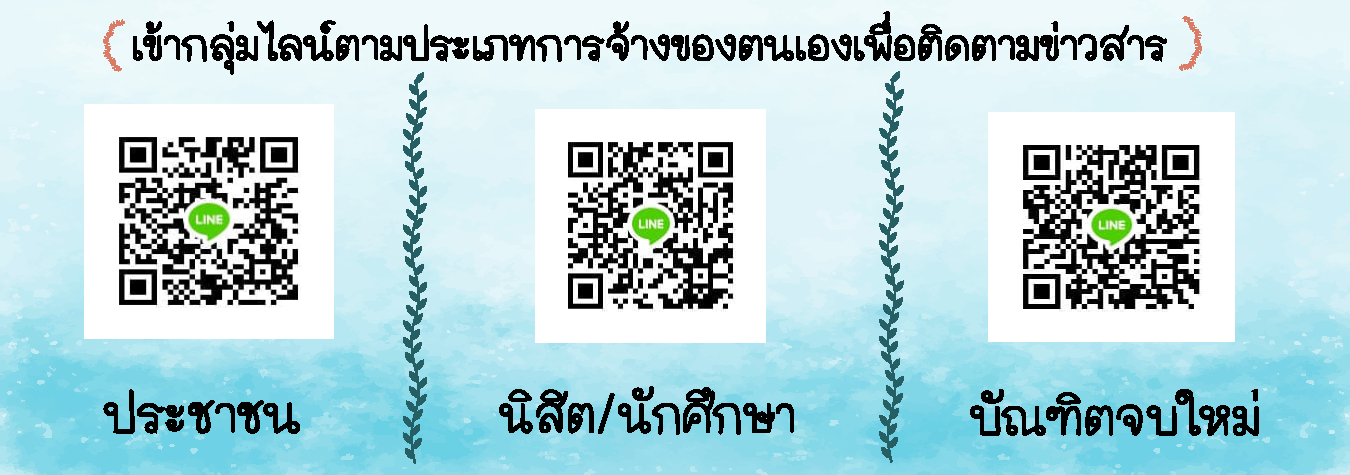 (เข้ากลุ่มไลน์ตามประเภทการจ้างของตนเองเพื่อติดตามข่าวสาร)
LINE
LINE
LINE
ประชาชน
นิสิต/นักศึกษา
บัณฑิตจบใหม่